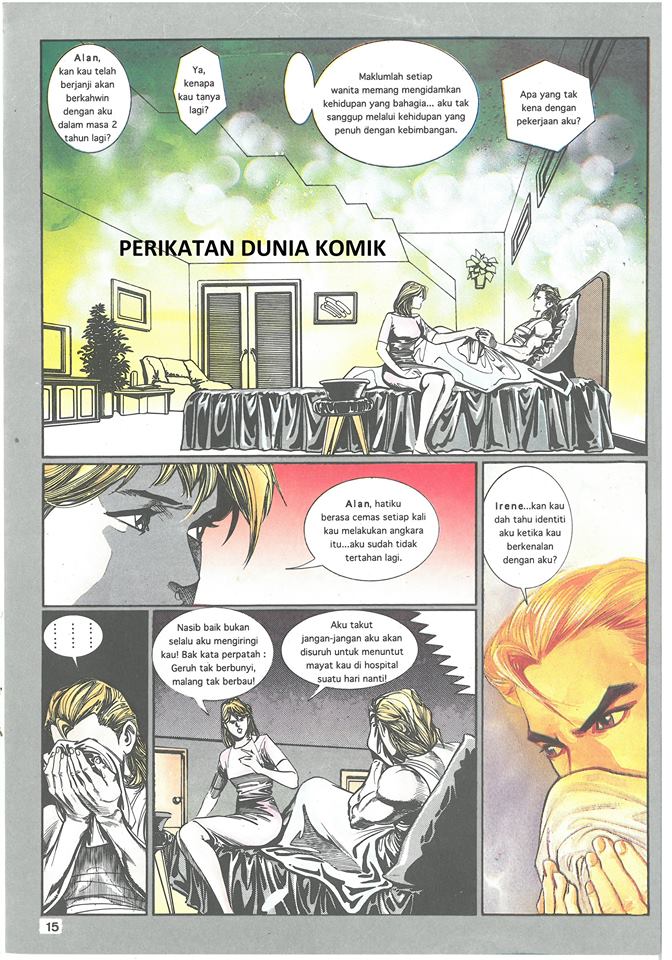 Alan,
kan kau telah
berjanji akan
berkahwin
dengan aku
dalam masa 2
tahun lagi?
Ya,
kenapa
kau tanya
lagi?
Maklumlah setiap
wanita memang mengidamkan
kehidupan yang bahagia... aku tak
sanggup melalui kehidupan yang
penuh dengan kebimbangan.
Apa yang tak
kena dengan
pekerjaan aku?
PERIKATAN DUNIA KOMIK
Alan, hatiku
berasa cemas setiap kali
kau melakukan angkara
itu...aku sudah tidak
tertahan lagi.
Irene...kan kau
dah tahu identiti
aku ketika kau
berkenalan
dengan aku?
Nasib baik bukan
selalu aku mengiringi
kau! Bak kata perpatah :
Geruh tak berbunyi,
malang tak berbau!
Aku takut
jangan-jangan aku akan
disuruh untuk menuntut
mayat kau di hospital
suatu hari nanti!
15